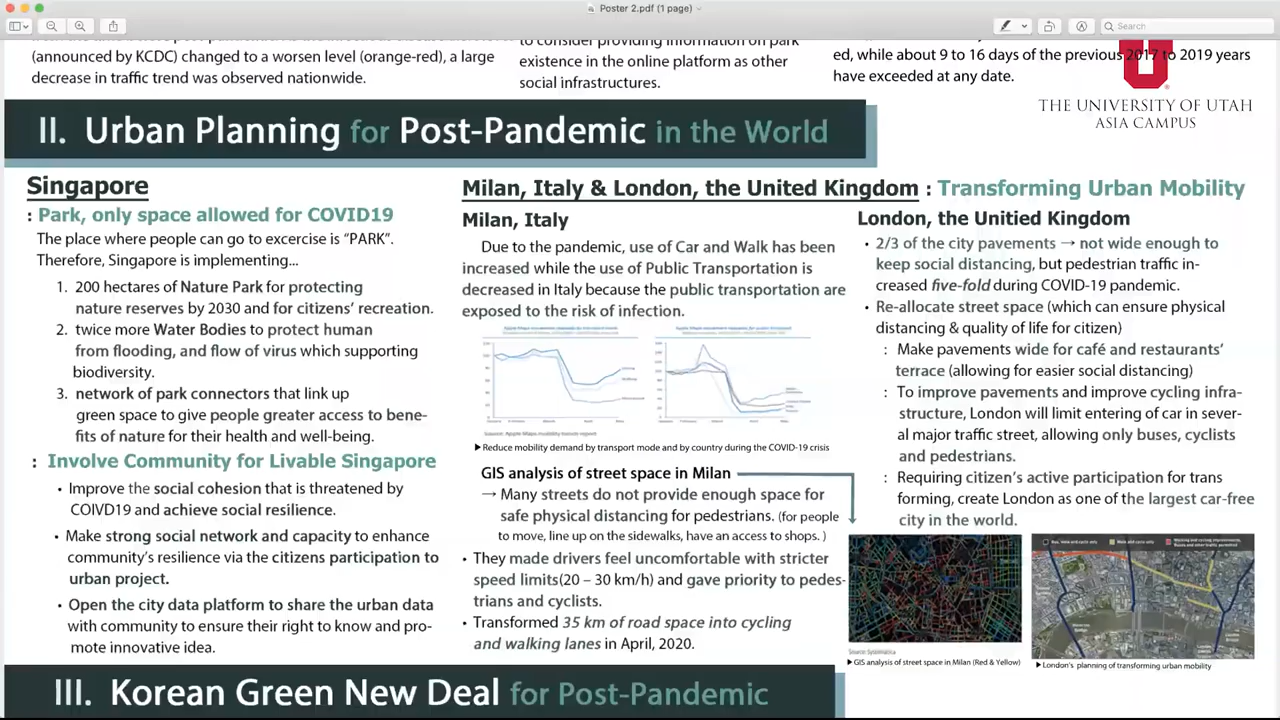 Poster 2.pdf (1 page)
Search
(announced by KCDC) changed to a worsen level (orange-red), a large
decrease in traffic trend was observed nationwide.
to consider providing information on park
existence in the online platform as other
social infrastructures.
ed, while about 9 to 16 days of the previous 2017 to 2019 years
have exceeded at any date.
THE UNIVERSITY OF UTAH
ASIA CAMPUS
II. Urban Planning for Post-Pandemic in the World
Singapore
: Park, only space allowed for COVID19
The place where people can go to excercise is “PARK”.
Therefore, Singapore is implementing...
1. 200 hectares of Nature Park for protecting
nature reserves by 2030 and for citizens’ recreation.
2. twice more Water Bodies to protect human
from flooding, and flow of virus which supporting
biodiversity.
3. network of park connectors that link up
green space to give people greater access to bene-
fits of nature for their health and well-being.
: Involve Community for Livable Singapore
• Improve the social cohesion that is threatened by
COIVD19 and achieve social resilience.
• Make strong social network and capacity to enhance
community’s resilience via the citizens participation to
urban project.
• Open the city data platform to share the urban data
with community to ensure their right to know and pro-
mote innovative idea.
Milan, Italy & London, the United Kingdom : Transforming Urban Mobility
Milan, Italy
Due to the pandemic, use of Car and Walk has been
increased while the use of Public Transportation is
decreased in Italy because the public transportation are
exposed to the risk of infection.
▶Reduce mobility demand by transport mode and by country during the COVID-19 crisis
GIS analysis of street space in Milan
→ Many streets do not provide enough space for
safe physical distancing for pedestrians. (for people
to move, line up on the sidewalks, have an access to shops. )
• They made drivers feel uncomfortable with stricter
speed limits(20 – 30 km/h) and gave priority to pedes-
trians and cyclists.
• Transformed 35 km of road space into cycling
and walking lanes in April, 2020.
London, the Unitied Kingdom
• 2/3 of the city pavements → not wide enough to
keep social distancing, but pedestrian traffic in-
creased five-fold during COVID-19 pandemic.
• Re-allocate street space (which can ensure physical
distancing & quality of life for citizen)
: Make pavements wide for café and restaurants’
terrace (allowing for easier social distancing)
: To improve pavements and improve cycling infra-
structure, London will limit entering of car in sever-
al major traffic street, allowing only buses, cyclists
and pedestrians.
: Requiring citizen’s active participation for trans
forming, create London as one of the largest car-free
city in the world.
Source: Systematica
▶GIS analysis of street space in Milan (Red & Yellow)
▶London's planning of transforming urban mobility
III. Korean Green New Deal for Post-Pandemic